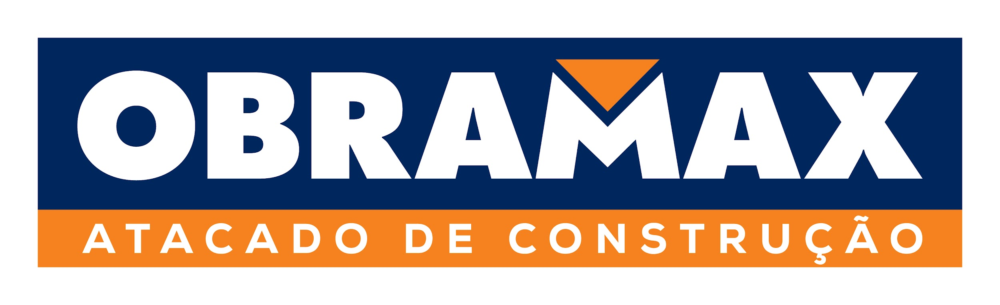 OBRAMAX
ATACADO DE CONSTRUÇÃO